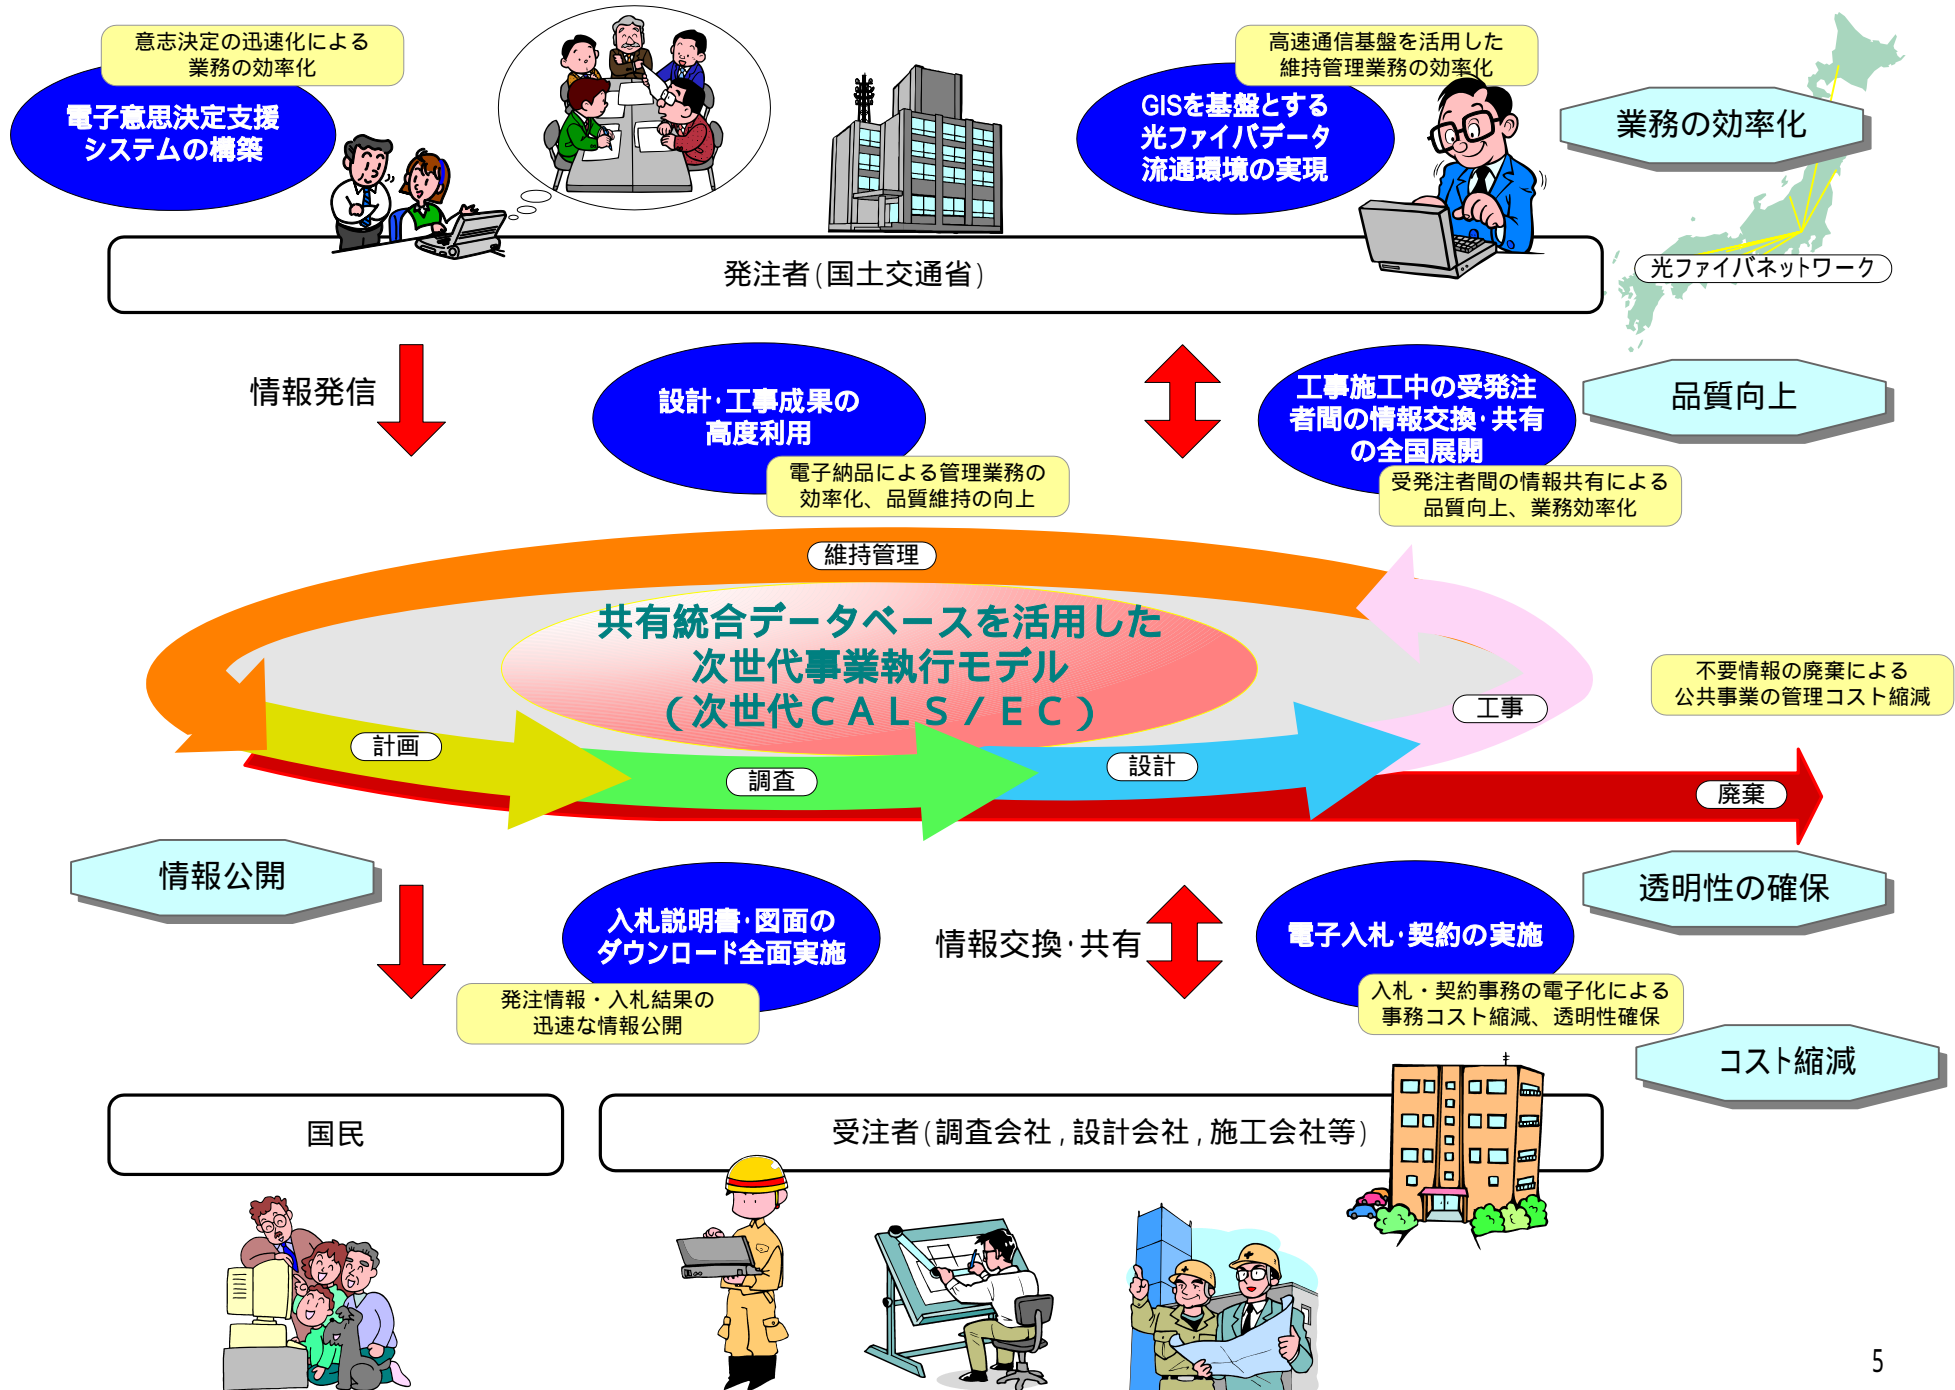 意志決定の迅速化による
業務の効率化
電子意思決定支援
システムの構築
高速通信基盤を活用した
維持管理業務の効率化
GISを基盤とする
光ファイバデータ
流通環境の実現
業務の効率化
光ファイバネットワーク
発注者(国土交通省)
情報発信
設計・工事成果の
高度利用
電子納品による管理業務の
効率化、品質維持の向上
工事施工中の受発注
者間の情報交換・共有
の全国展開
受発注者間の情報共有による
品質向上、業務効率化
品質向上
維持管理
共有統合データベースを活用した
次世代事業執行モデル
(次世代CALS/EC)
工事
計画
調査
設計
不要情報の廃棄による
公共事業の管理コスト縮減
廃棄
情報公開
入札説明書・図面の
ダウンロード全面実施
発注情報・入札結果の
迅速な情報公開
情報交換・共有
電子入札・契約の実施
入札・契約事務の電子化による
事務コスト縮減、透明性確保
透明性の確保
コスト縮減
国民
受注者(調査会社,設計会社,施工会社等)
5